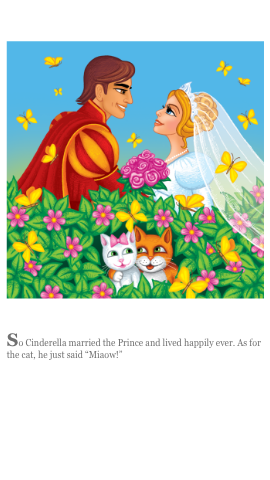 So Cinderella married the Prince and lived happily ever. As for
the cat, he just said “Miaow!”